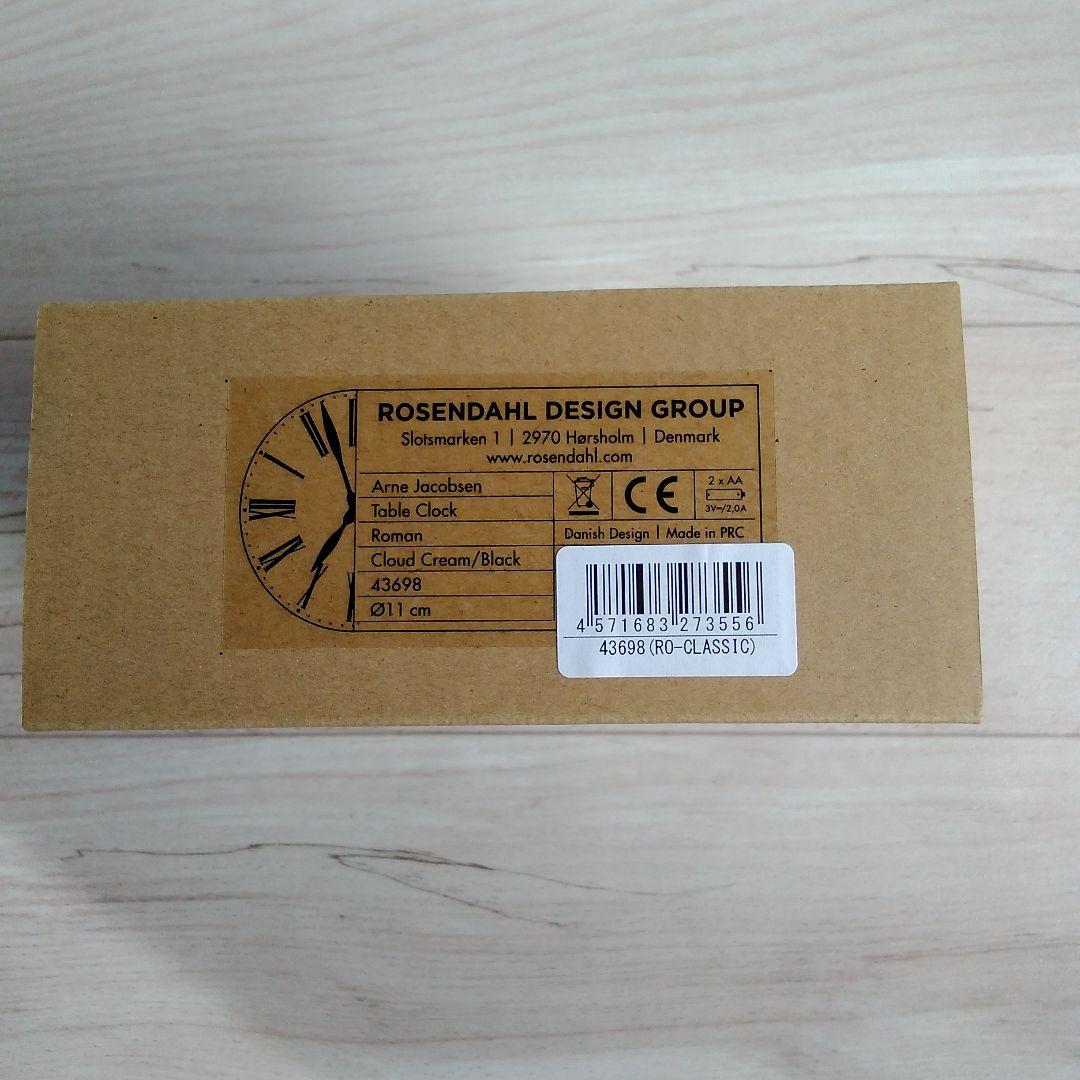 ROSENDAHL DESIGN GROUP
Slotsmarken 1 | 2970 Hørsholm | Denmark
www.rosendahl.com
Arne Jacobsen
Table Clock
Roman
Cloud Cream/Black
43698
Ø11 cm
CE
2 x AA
3V⎓/2,0A
Danish Design | Made in PRC
4 571683 273556
43698(RO-CLASSIC)